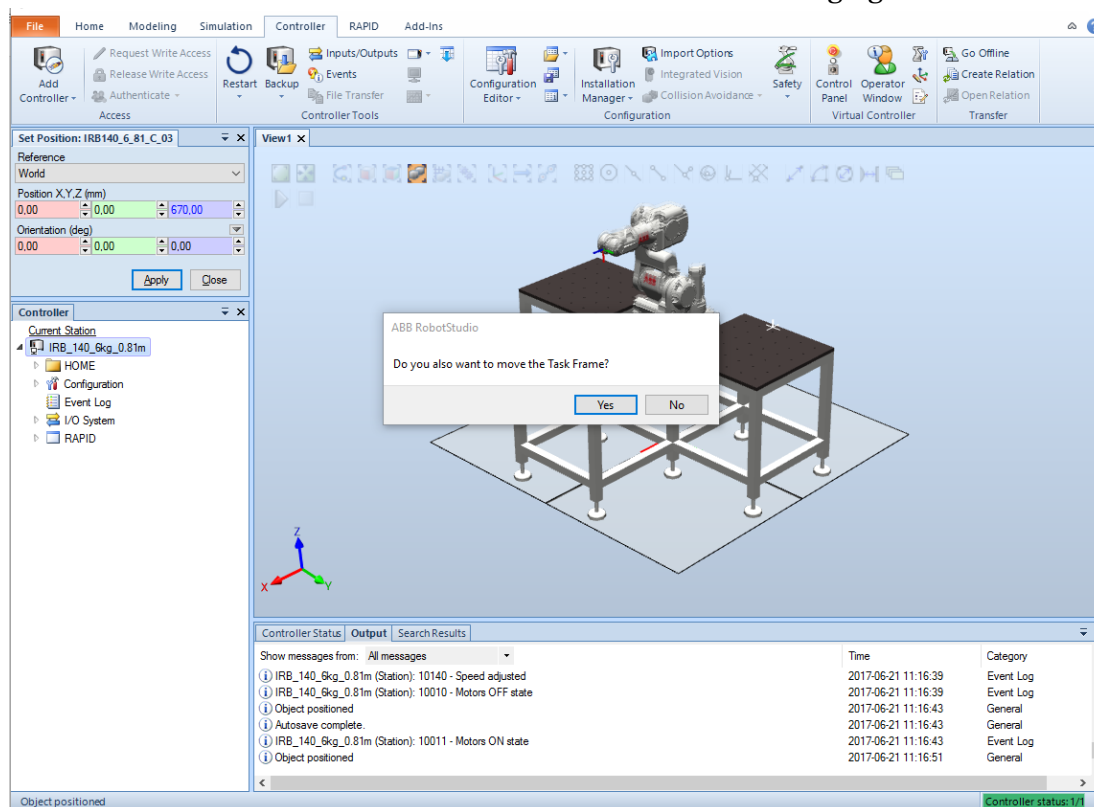 File Home Modeling Simulation Controller RAPID Add-Ins
Add Controller
Request Write Access
Release Write Access
Authenticate
Access
Restart
Backup
Inputs/Outputs
Events
File Transfer
Controller Tools
Configuration Editor
Installation Manager
Import Options
Integrated Vision
Collision Avoidance
Safety
Configuration
Control Panel
Operator Window
Virtual Controller
Go Offline
Create Relation
Open Relation
Transfer
Set Position: IRB140_6_81_C_03
Reference
World
Position X,Y,Z (mm)
0,00 0,00 670,00
Orientation (deg)
0,00 0,00 0,00
Apply Close
Controller
Current Station
IRB_140_6kg_0.81m
HOME
Configuration
Event Log
I/O System
RAPID
View1
ABB
ABB RobotStudio
Do you also want to move the Task Frame?
Yes No
Z
X
Y
Controller Status Output Search Results
Show messages from: All messages Time Category
IRB_140_6kg_0.81m (Station): 10140 - Speed adjusted 2017-06-21 11:16:39 Event Log
IRB_140_6kg_0.81m (Station): 10010 - Motors OFF state 2017-06-21 11:16:39 Event Log
Object positioned 2017-06-21 11:16:43 General
Autosave complete. 2017-06-21 11:16:43 General
IRB_140_6kg_0.81m (Station): 10011 - Motors ON state 2017-06-21 11:16:43 Event Log
Object positioned 2017-06-21 11:16:51 General
Object positioned Controller status: 1/1